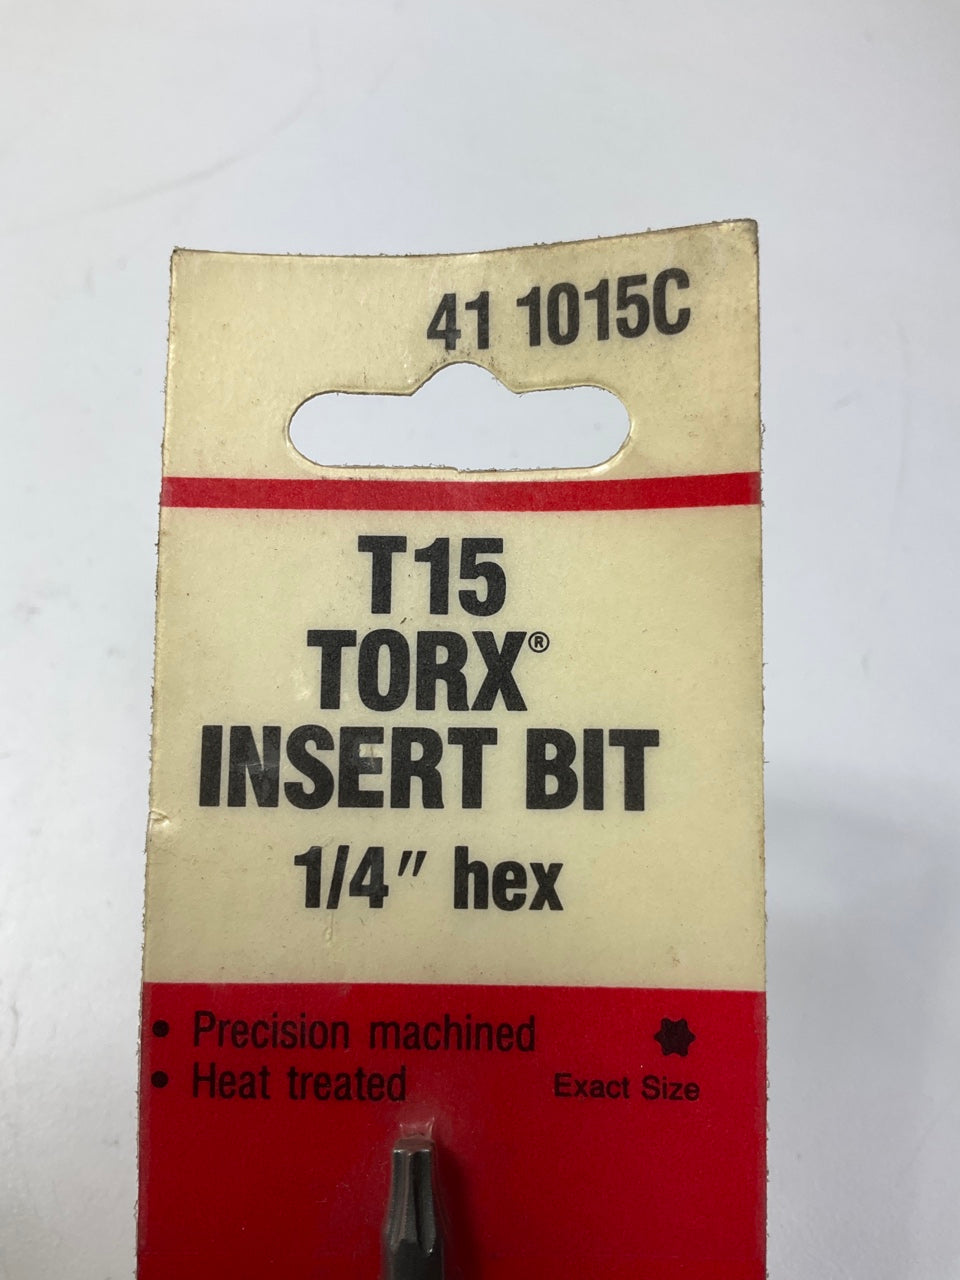 41 1015C
T15
TORX®
INSERT BIT
1/4" hex
• Precision machined
• Heat treated
Exact Size